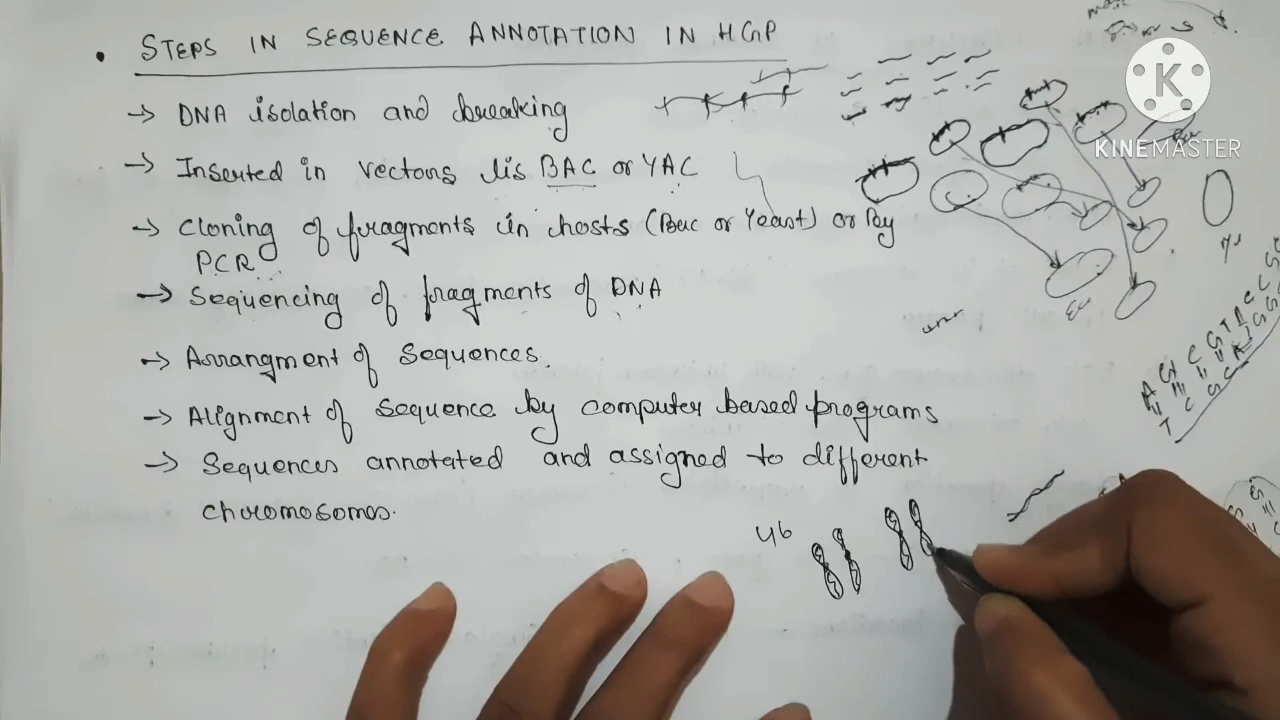 • STEPS IN SEQUENCE ANNOTATION IN HGP
→ DNA isolation and breaking
→ Inserted in vectors lis BAC or YAC
→ Cloning of fragments in hosts (Bac or Yeast) or By
PCR
→ Sequencing of fragments of DNA
→ Arrangment of Sequences
→ Alignment of Sequence by computer based programs
→ Sequences annotated and assigned to different
chromosomes.
46
K
KINEMASTER